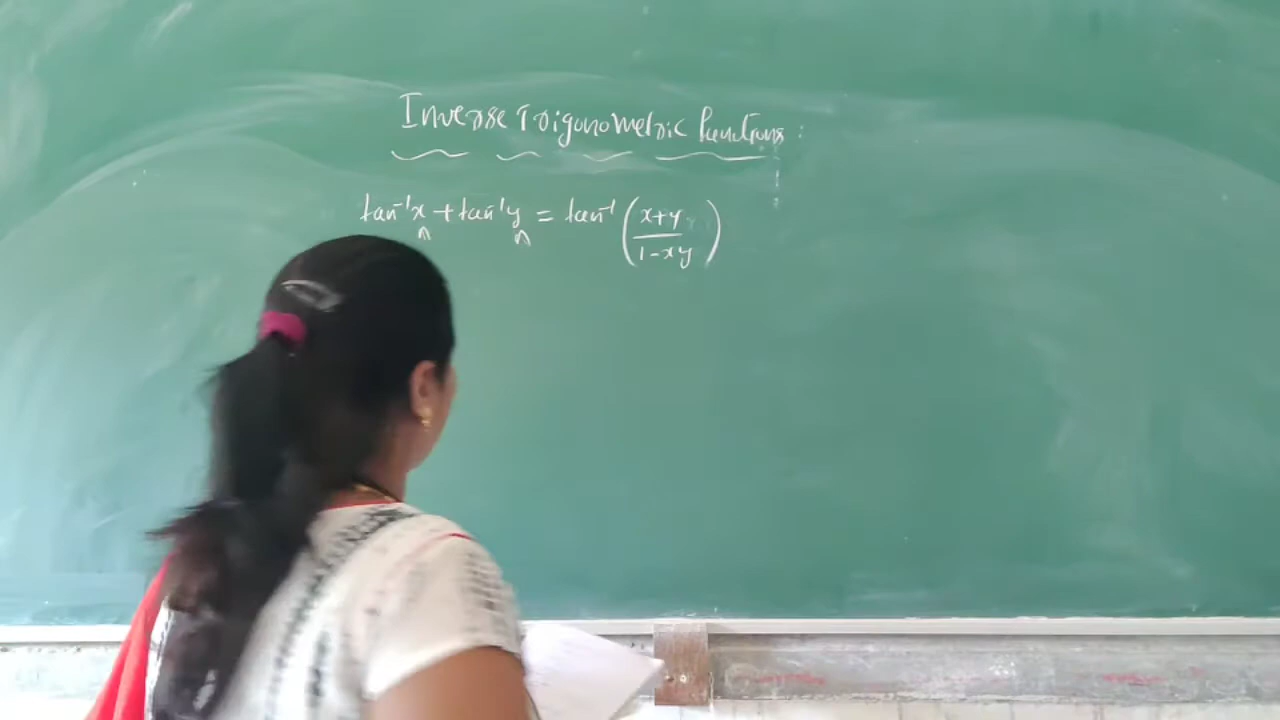 Inverse Trigonometric Functions :
tan⁻¹x + tan⁻¹y = tan⁻¹ (x+y / 1-xy)